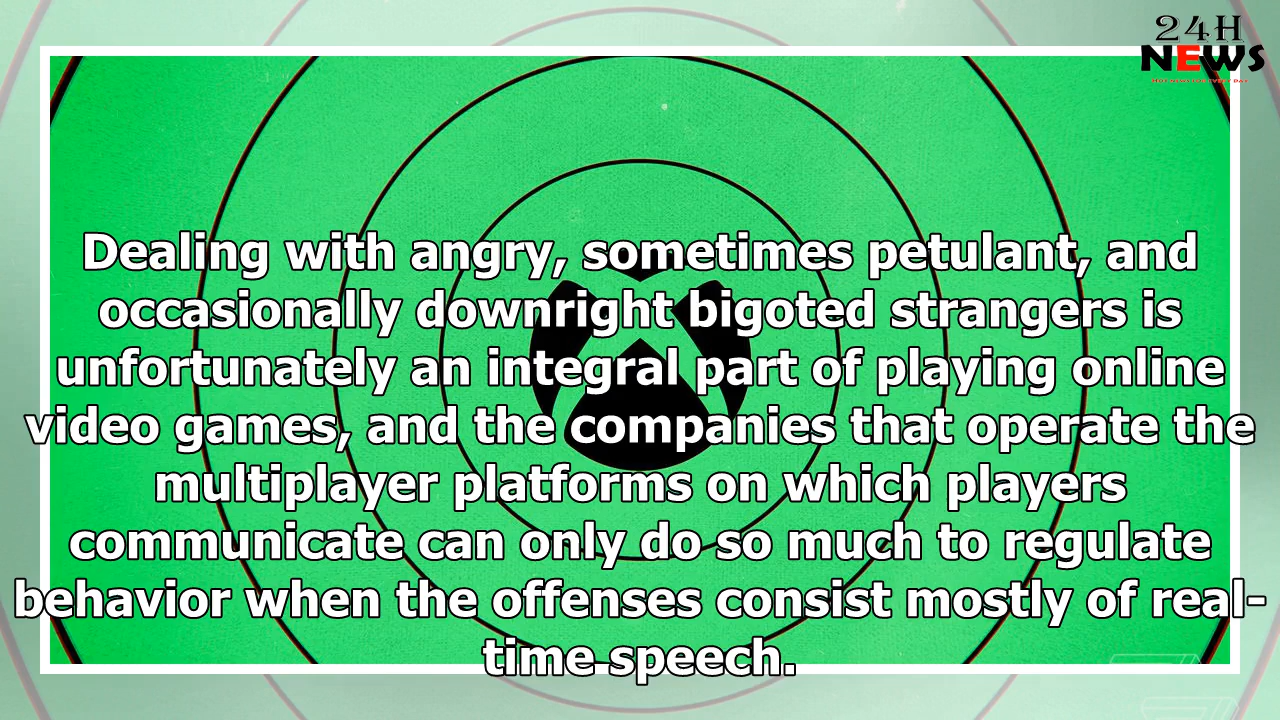 24H
NEWS
Dealing with angry, sometimes petulant, and
occasionally downright bigoted strangers is
unfortunately an integral part of playing online
video games, and the companies that operate the
multiplayer platforms on which players
communicate can only do so much to regulate
behavior when the offenses consist mostly of real-
time speech.